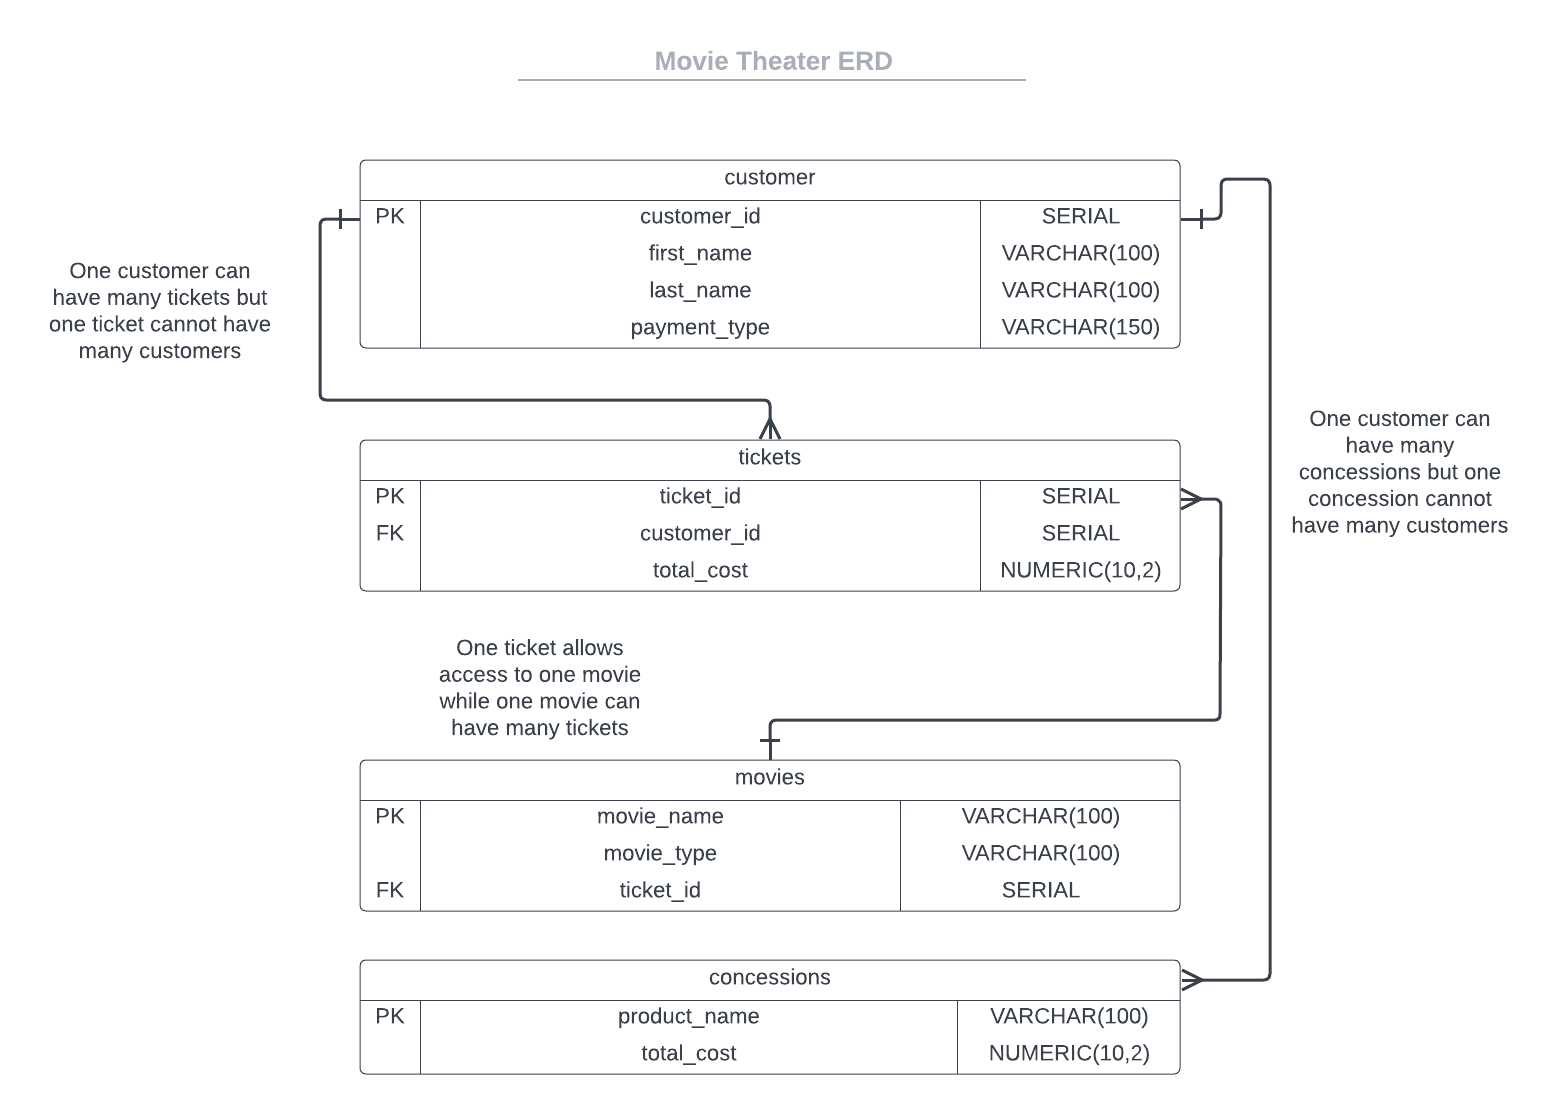 Movie Theater ERD
customer
PK customer_id SERIAL
first_name VARCHAR(100)
last_name VARCHAR(100)
payment_type VARCHAR(150)
One customer can
have many tickets but
one ticket cannot have
many customers
tickets
PK ticket_id SERIAL
FK customer_id SERIAL
total_cost NUMERIC(10,2)
One customer can
have many
concessions but one
concession cannot
have many customers
One ticket allows
access to one movie
while one movie can
have many tickets
movies
PK movie_name VARCHAR(100)
movie_type VARCHAR(100)
FK ticket_id SERIAL
concessions
PK product_name VARCHAR(100)
total_cost NUMERIC(10,2)